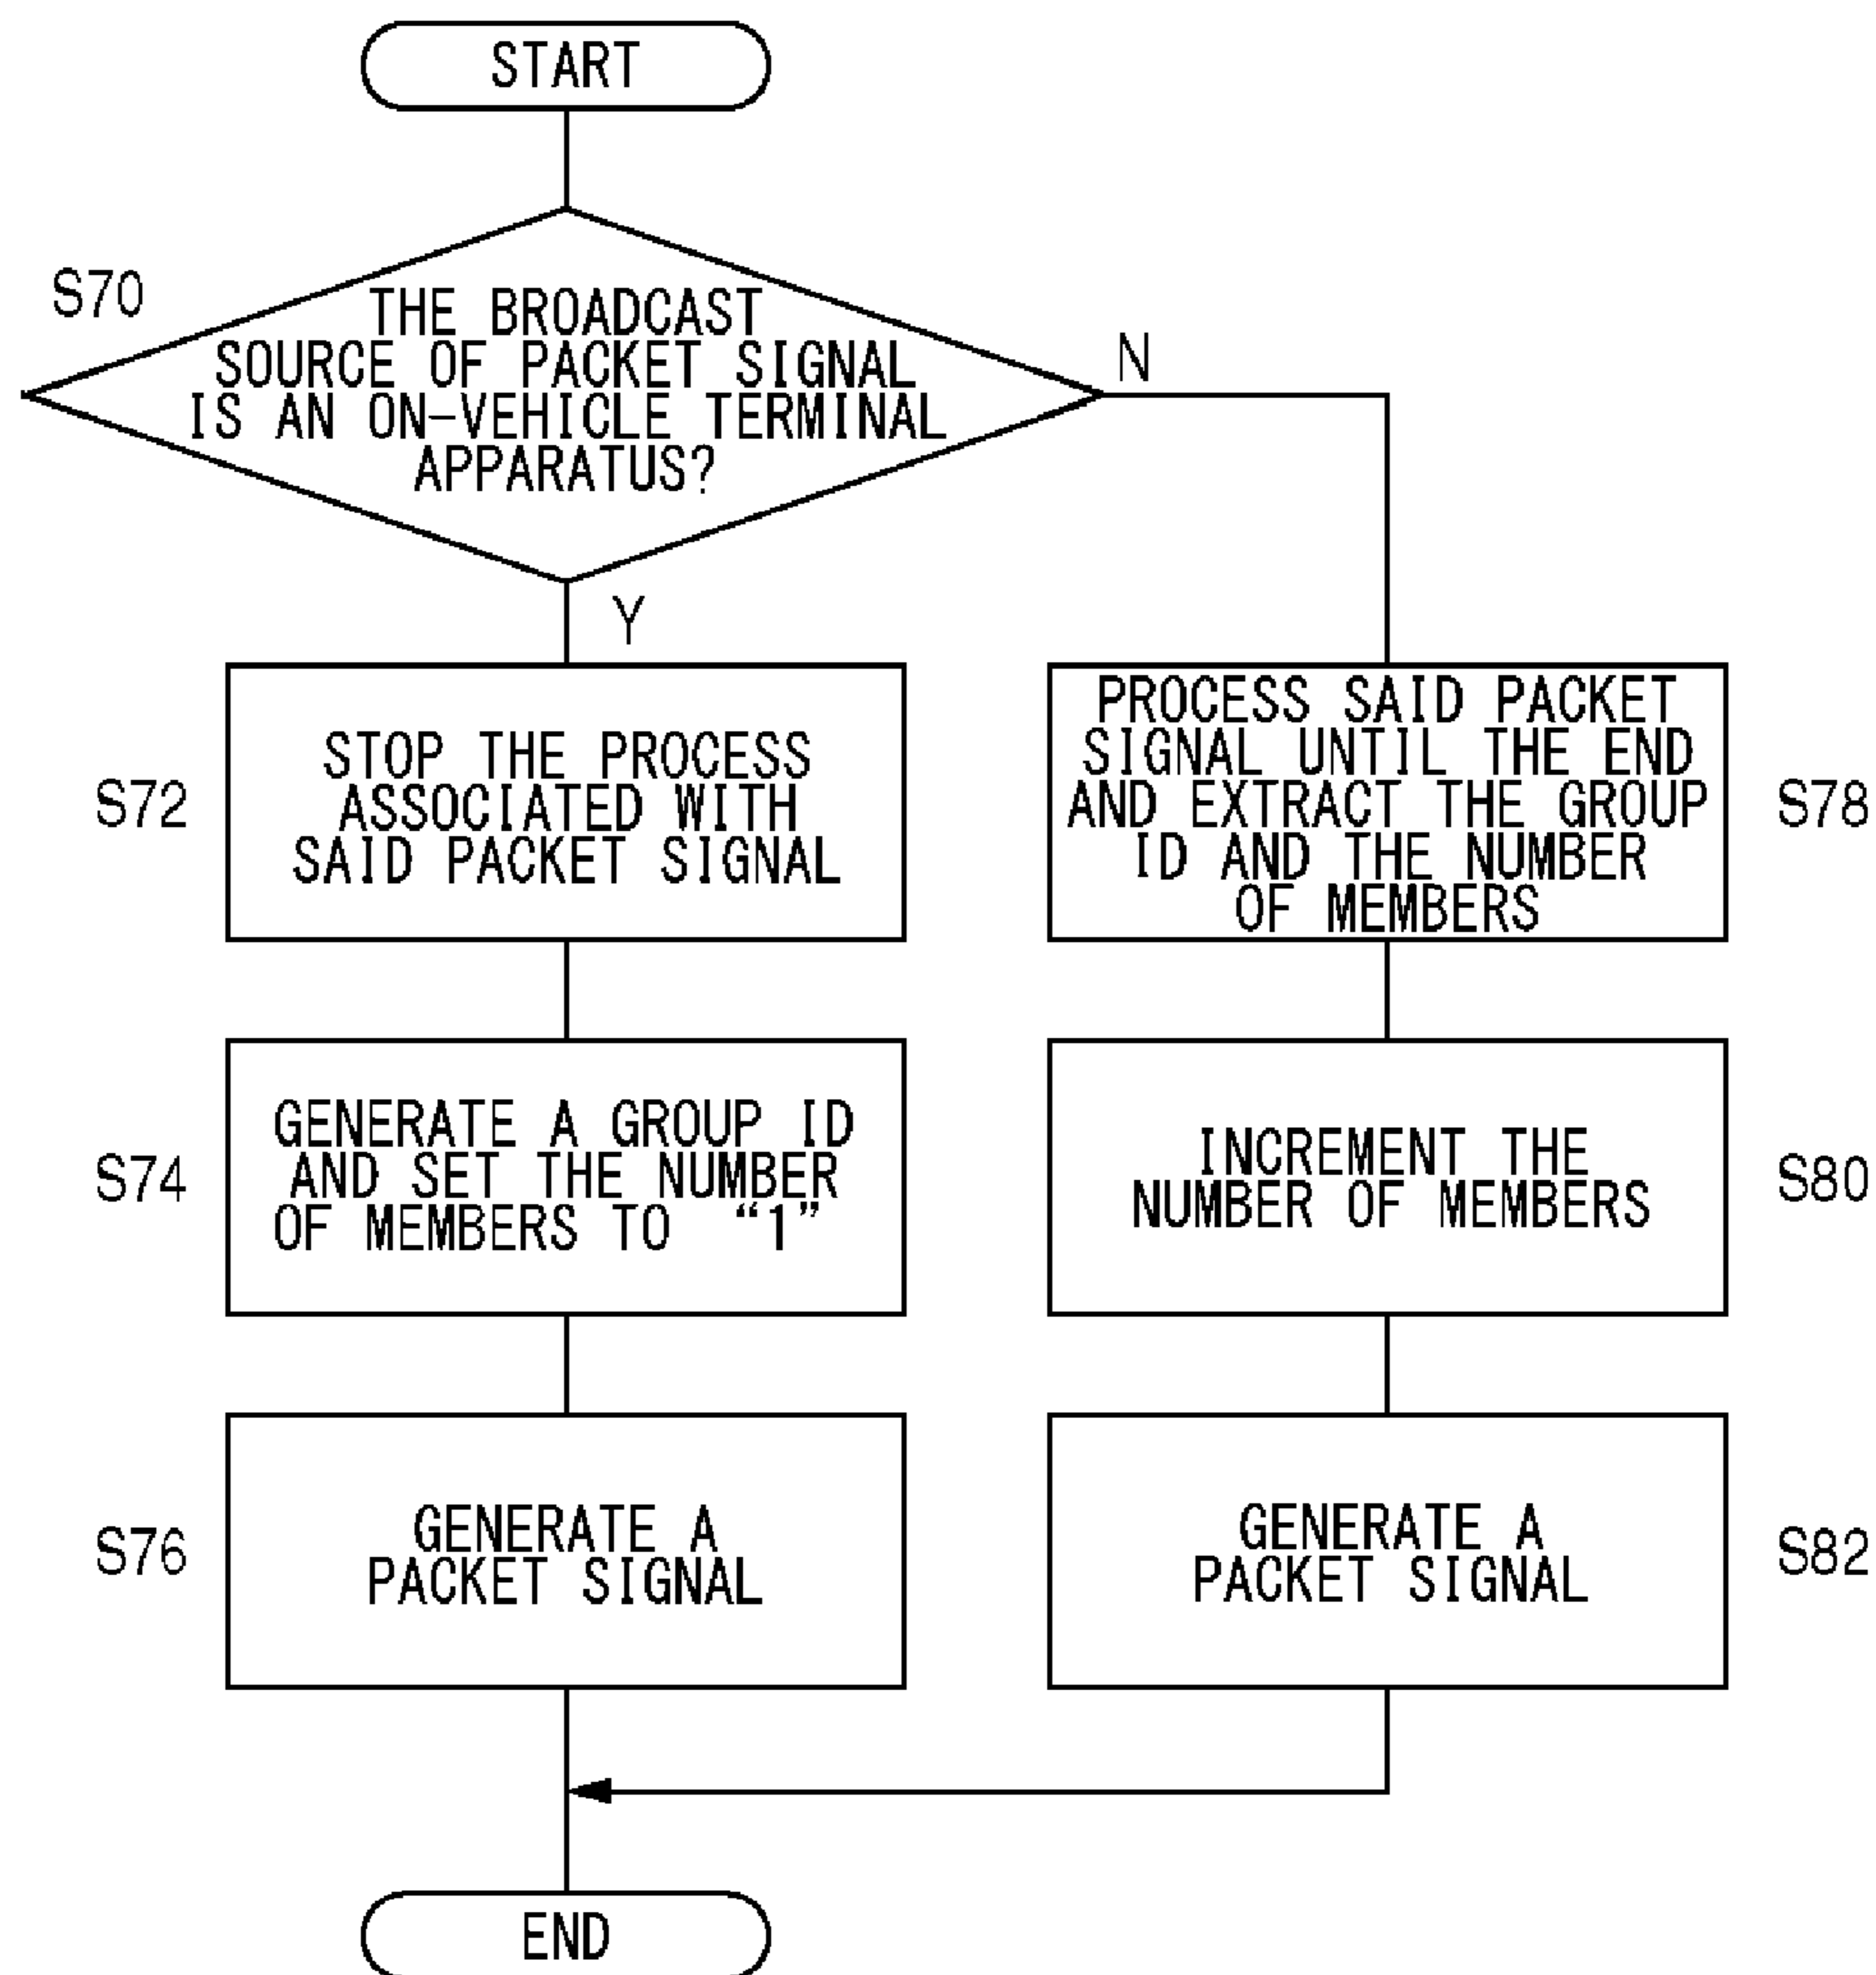 START
S70
THE BROADCAST
SOURCE OF PACKET SIGNAL
IS AN ON-VEHICLE TERMINAL
APPARATUS?
N
Y
S72
STOP THE PROCESS
ASSOCIATED WITH
SAID PACKET SIGNAL
PROCESS SAID PACKET
SIGNAL UNTIL THE END
AND EXTRACT THE GROUP
ID AND THE NUMBER
OF MEMBERS
S78
S74
GENERATE A GROUP ID
AND SET THE NUMBER
OF MEMBERS TO “1”
INCREMENT THE
NUMBER OF MEMBERS
S80
S76
GENERATE A
PACKET SIGNAL
GENERATE A
PACKET SIGNAL
S82
END